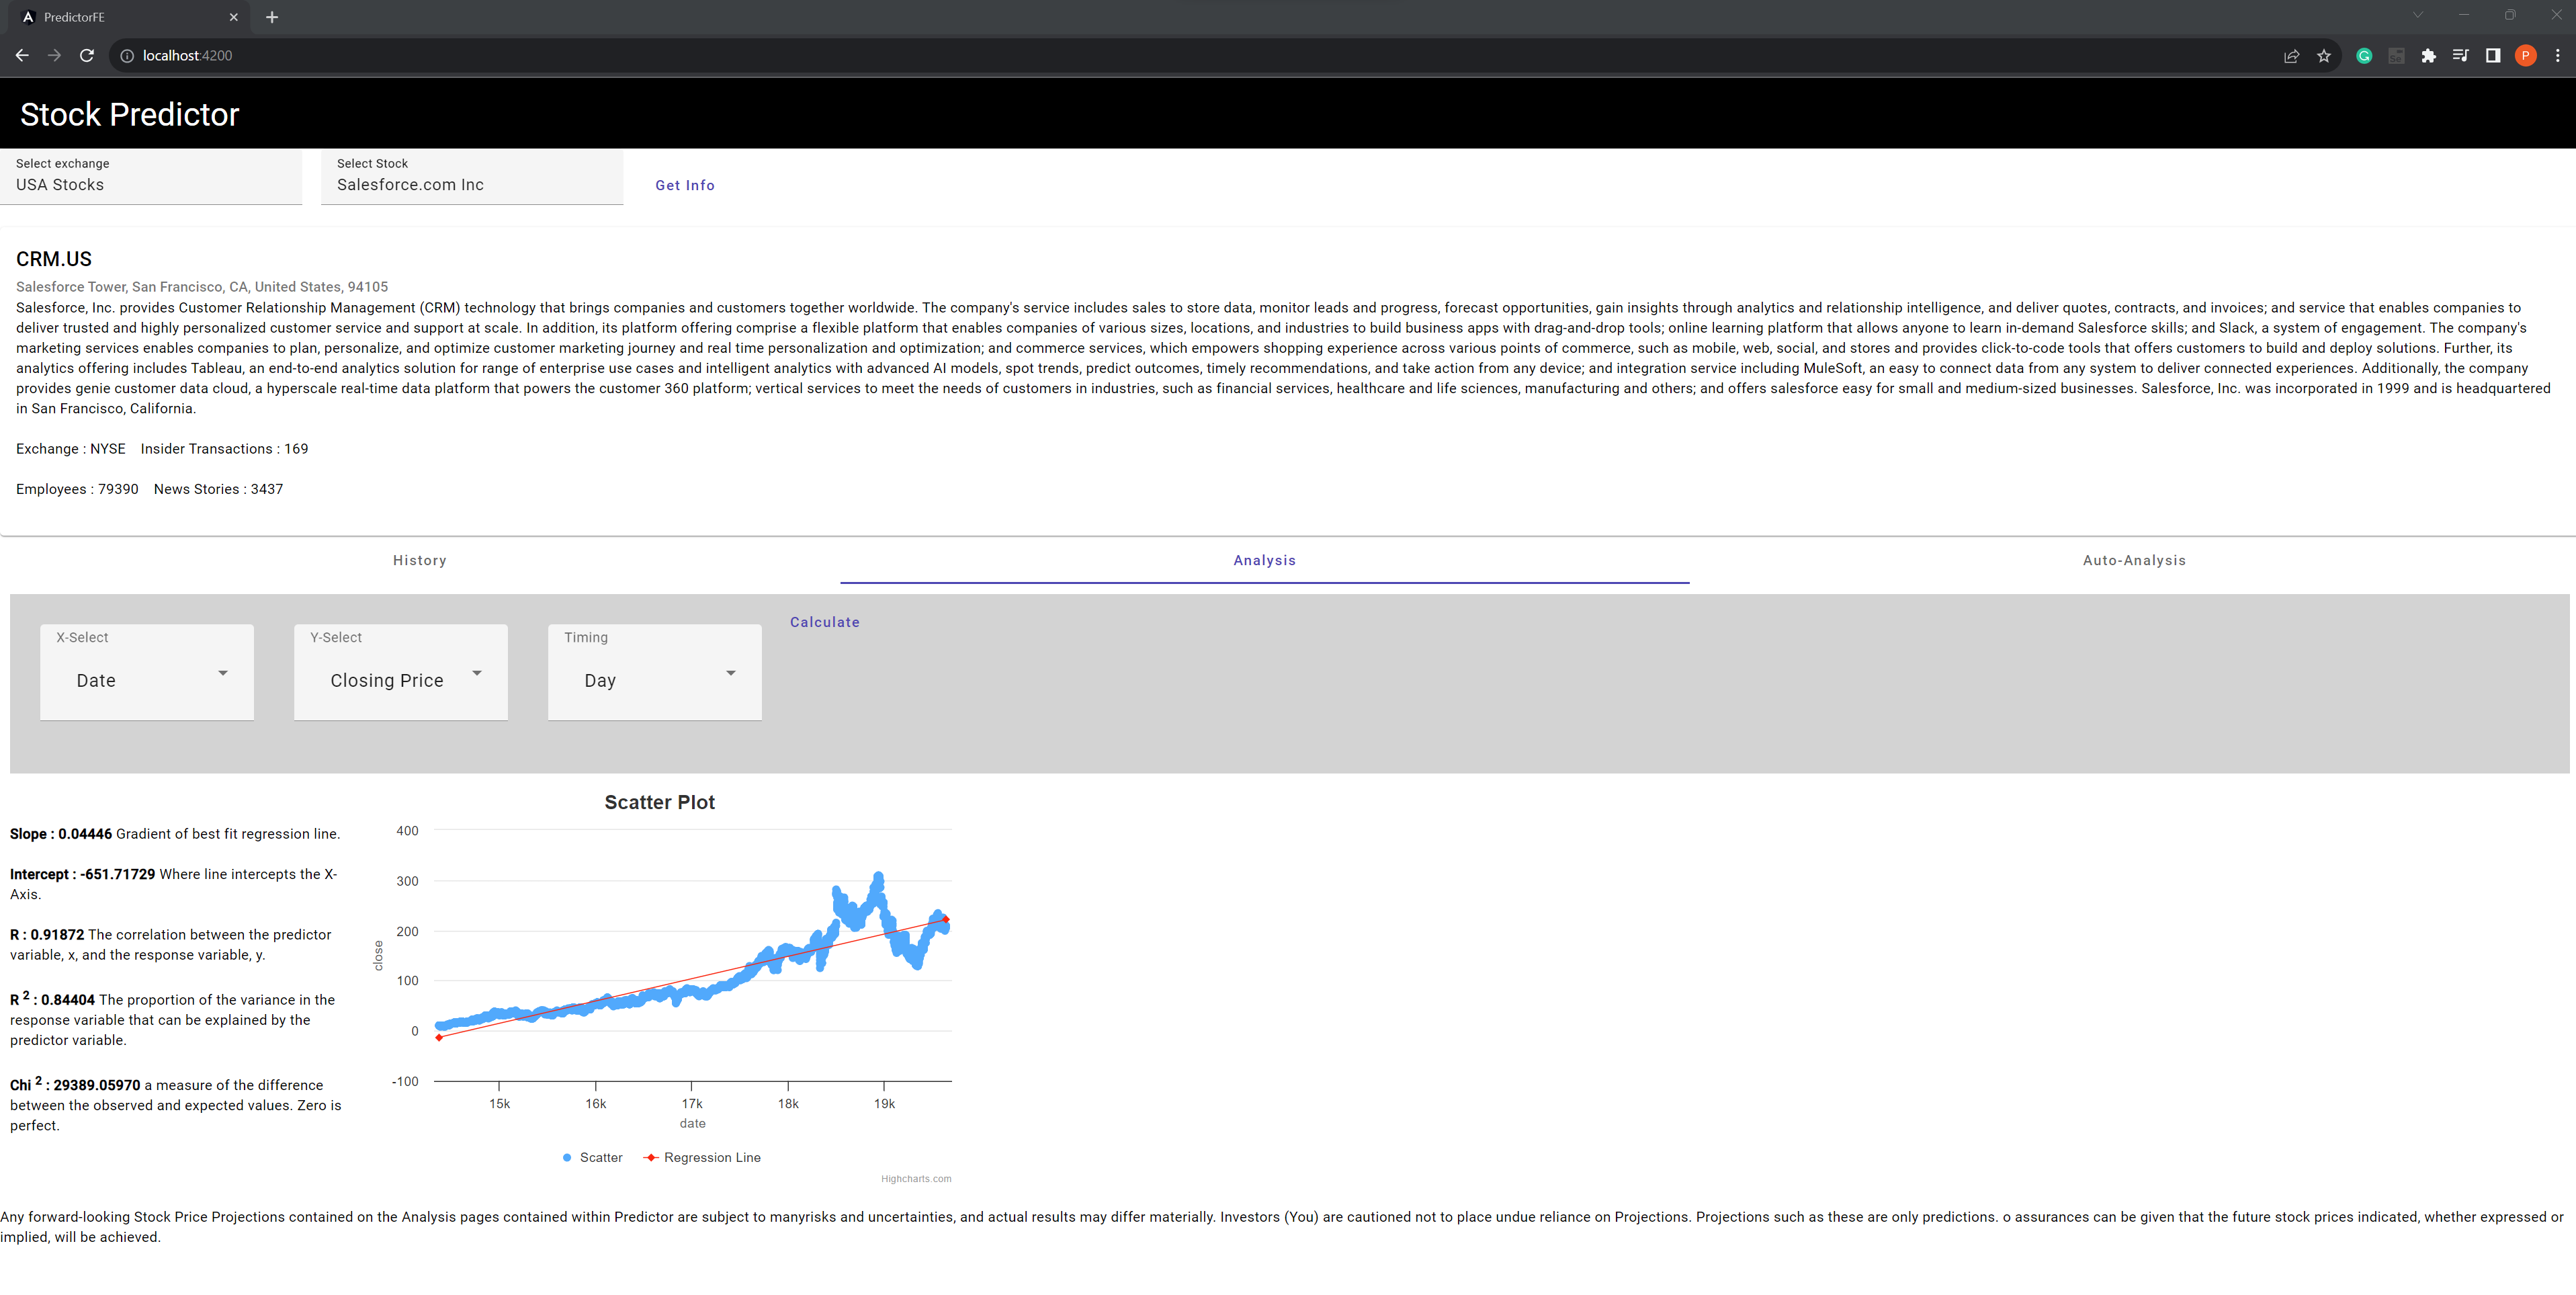 PredictorFE
localhost:4200
P
Stock Predictor
Select exchange
USA Stocks
Select Stock
Salesforce.com Inc
Get Info
CRM.US
Salesforce Tower, San Francisco, CA, United States, 94105
Salesforce, Inc. provides Customer Relationship Management (CRM) technology that brings companies and customers together worldwide. The company's service includes sales to store data, monitor leads and progress, forecast opportunities, gain insights through analytics and relationship intelligence, and deliver quotes, contracts, and invoices; and service that enables companies to
deliver trusted and highly personalized customer service and support at scale. In addition, its platform offering comprise a flexible platform that enables companies of various sizes, locations, and industries to build business apps with drag-and-drop tools; online learning platform that allows anyone to learn in-demand Salesforce skills; and Slack, a system of engagement. The company's
marketing services enables companies to plan, personalize, and optimize customer marketing journey and real time personalization and optimization; and commerce services, which empowers shopping experience across various points of commerce, such as mobile, web, social, and stores and provides click-to-code tools that offers customers to build and deploy solutions. Further, its
analytics offering includes Tableau, an end-to-end analytics solution for range of enterprise use cases and intelligent analytics with advanced AI models, spot trends, predict outcomes, timely recommendations, and take action from any device; and integration service including MuleSoft, an easy to connect data from any system to deliver connected experiences. Additionally, the company
provides genie customer data cloud, a hyperscale real-time data platform that powers the customer 360 platform; vertical services to meet the needs of customers in industries, such as financial services, healthcare and life sciences, manufacturing and others; and offers salesforce easy for small and medium-sized businesses. Salesforce, Inc. was incorporated in 1999 and is headquartered
in San Francisco, California.
Exchange : NYSE Insider Transactions : 169
Employees : 79390 News Stories : 3437
History
Analysis
Auto-Analysis
X-Select
Date
Y-Select
Closing Price
Timing
Day
Calculate
Slope : 0.04446 Gradient of best fit regression line.
Intercept : -651.71729 Where line intercepts the X-
Axis.
R : 0.91872 The correlation between the predictor
variable, x, and the response variable, y.
R 2 : 0.84404 The proportion of the variance in the
response variable that can be explained by the
predictor variable.
Chi 2 : 29389.05970 a measure of the difference
between the observed and expected values. Zero is
perfect.
Scatter Plot
400
300
200
100
0
-100
close
15k
16k
17k
18k
19k
date
Scatter
Regression Line
Highcharts.com
Any forward-looking Stock Price Projections contained on the Analysis pages contained within Predictor are subject to manyrisks and uncertainties, and actual results may differ materially. Investors (You) are cautioned not to place undue reliance on Projections. Projections such as these are only predictions. o assurances can be given that the future stock prices indicated, whether expressed or
implied, will be achieved.